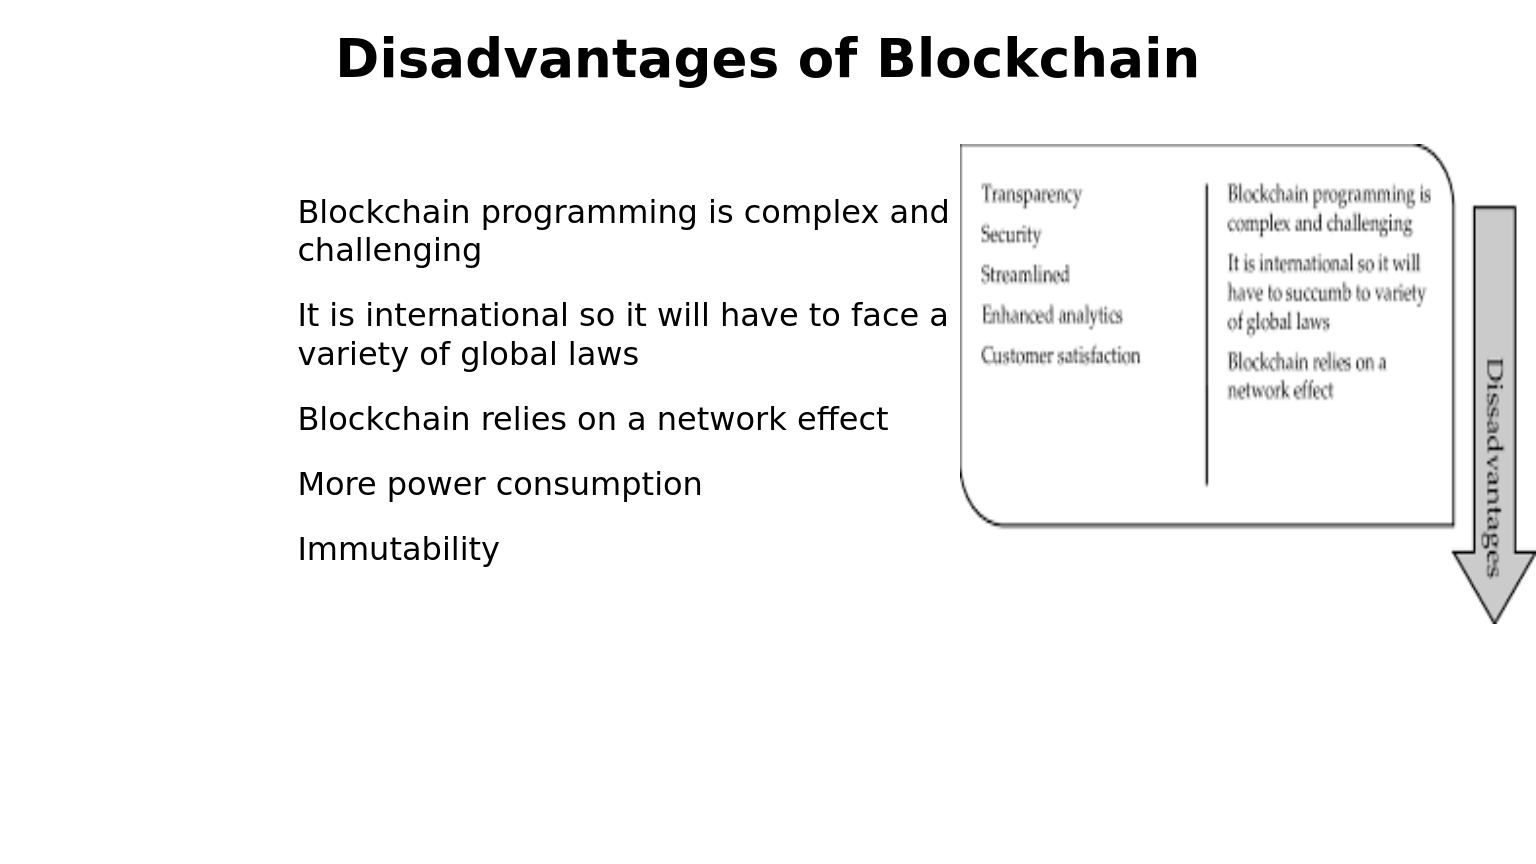 Disadvantages of Blockchain
Blockchain programming is complex and
challenging
It is international so it will have to face a
variety of global laws
Blockchain relies on a network effect
More power consumption
Immutability
Transparency
Security
Streamlined
Enhanced analytics
Customer satisfaction
Blockchain programming is
complex and challenging
It is international so it will
have to succumb to variety
of global laws
Blockchain relies on a
network effect
Dissadvantages